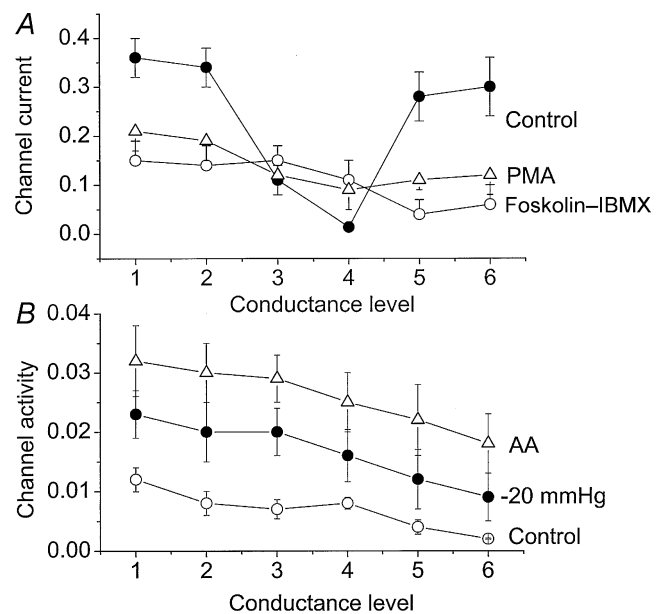 A
Channel current
0.4
0.3
0.2
0.1
0.0
Control
PMA
Foskolin–IBMX
1 2 3 4 5 6
Conductance level
B
Channel activity
0.04
0.03
0.02
0.01
0.00
AA
-20 mmHg
Control
1 2 3 4 5 6
Conductance level